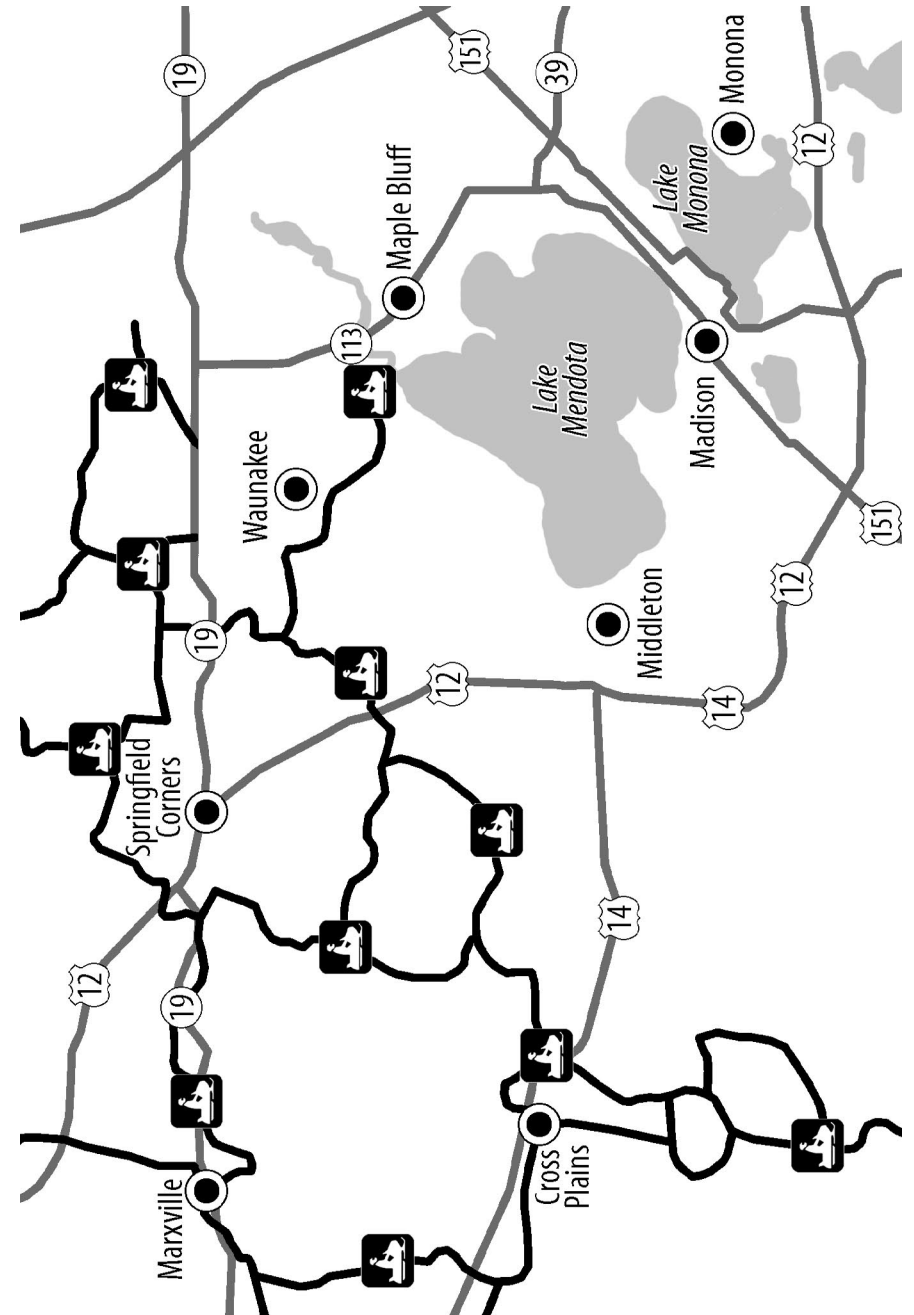 12
Springfield
Corners
Marxville
19
19
19
Waunakee
113
Maple Bluff
12
151
Lake
Mendota
Cross
Plains
39
14
Middleton
Lake
Monona
Madison
14
Monona
12
12
151